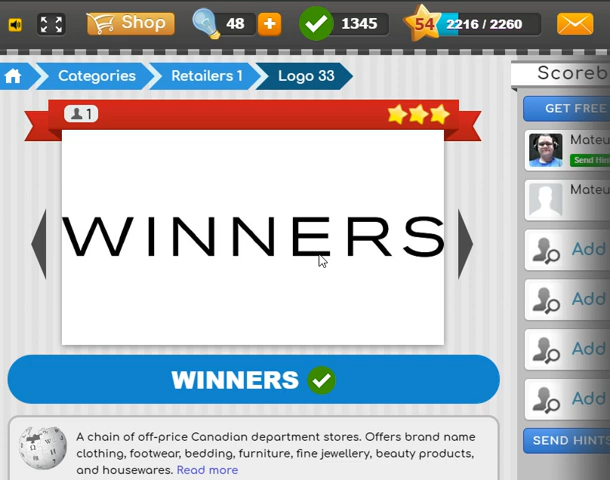 Shop 48 1345 54 2216 / 2260
Categories Retailers 1 Logo 33
Scoreb
1
GET FREE
WINNERS
Mateu
Send Hin
Mateu
Add
Add
Add
Add
WINNERS
SEND HINTS
A chain of off-price Canadian department stores. Offers brand name
clothing, footwear, bedding, furniture, fine jewellery, beauty products,
and housewares. Read more